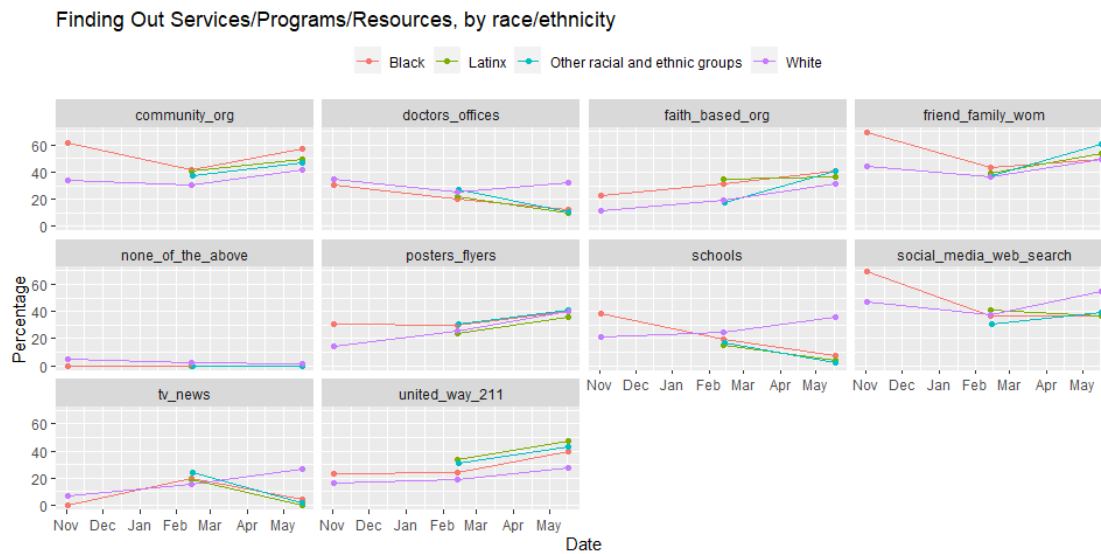 Finding Out Services/Programs/Resources, by race/ethnicity
Black Latinx Other racial and ethnic groups White
community_org doctors_offices faith_based_org friend_family_wom
60
40
20
0
none_of_the_above posters_flyers schools social_media_web_search
60
40
20
0
Nov Dec Jan Feb Mar Apr May Nov Dec Jan Feb Mar Apr May
tv_news united_way_211
60
40
20
0
Nov Dec Jan Feb Mar Apr May Nov Dec Jan Feb Mar Apr May
Percentage
Date